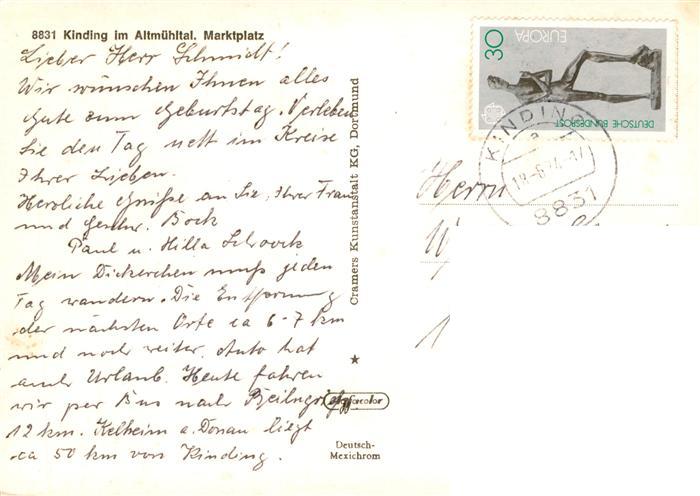 8831 Kinding im Altmühltal. Marktplatz
Lieber Herr Schmidt!
Wir wünschen Ihnen alles
Gute zum Geburtstag. Verleben
Sie den Tag nett im Kreise
Ihrer Lieben.
Herzliche Grüße an Sie, Ihrer Frau
und Geschw. Bock
Paul u. Hilla
Mein Dickerchen muß jeden
Tag wandern. Die Entfernung
der nächsten Orte ca 6-7 km
und noch weiter. Auto hat
auch Urlaub. Heute fahren
wir per Bus nach Beilngries
12 km. Kelheim a. Donau liegt
ca 50 km von Kinding.
Cramers Kunstanstalt KG, Dortmund
Deutsch-
Mexichrom
30
EUROPA
DEUTSCHE BUNDESPOST
KINDING
a
8831
Herrn